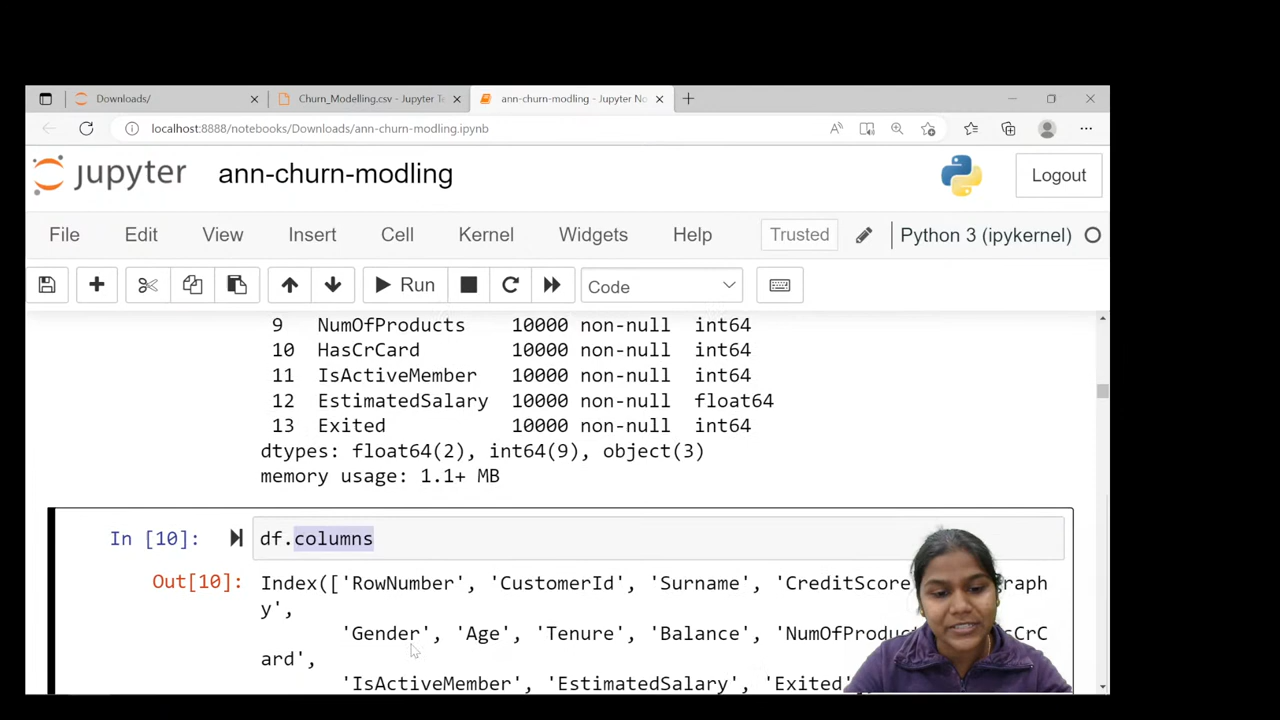 Downloads/
Churn_Modelling.csv - Jupyter Te
ann-churn-modling - Jupyter No
localhost:8888/notebooks/Downloads/ann-churn-modling.ipynb
jupyter ann-churn-modling Logout
File Edit View Insert Cell Kernel Widgets Help Trusted Python 3 (ipykernel)
Run Code
9 NumOfProducts 10000 non-null int64
10 HasCrCard 10000 non-null int64
11 IsActiveMember 10000 non-null int64
12 EstimatedSalary 10000 non-null float64
13 Exited 10000 non-null int64
dtypes: float64(2), int64(9), object(3)
memory usage: 1.1+ MB
In [10]: df.columns
Out[10]: Index(['RowNumber', 'CustomerId', 'Surname', 'CreditScore raph
y',
'Gender', 'Age', 'Tenure', 'Balance', 'NumOfProduct sCrC
ard',
'IsActiveMember', 'EstimatedSalary', 'Exited'